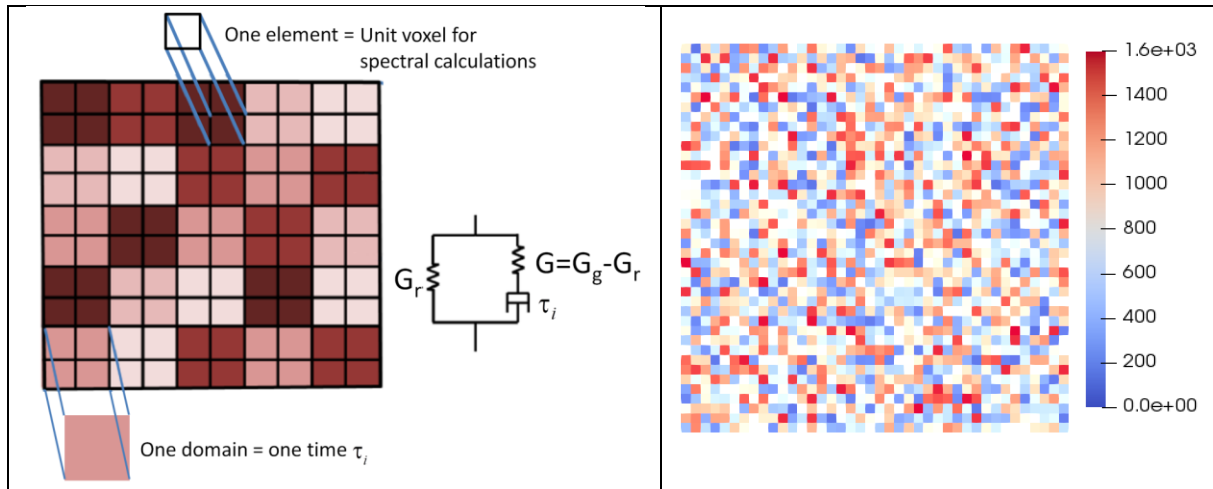 One element = Unit voxel for
spectral calculations
G=G_g-G_r
G_r
τ_i
One domain = one time τ_i
1.6e+03
1400
1200
1000
800
600
400
200
0.0e+00